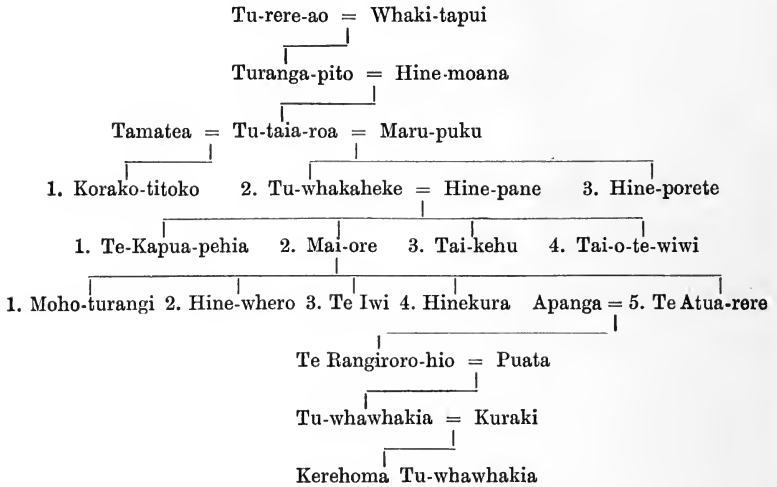 Tu-rere-ao = Whaki-tapui
Turanga-pito = Hine-moana
Tamatea = Tu-taia-roa = Maru-puku
1. Korako-titoko 2. Tu-whakaheke = Hine-pane 3. Hine-porete
1. Te-Kapua-pehia 2. Mai-ore 3. Tai-kehu 4. Tai-o-te-wiwi
1. Moho-turangi 2. Hine-whero 3. Te Iwi 4. Hinekura Apanga = 5. Te Atua-rere
Te Rangiroro-hio = Puata
Tu-whawhakia = Kuraki
Kerehoma Tu-whawhakia